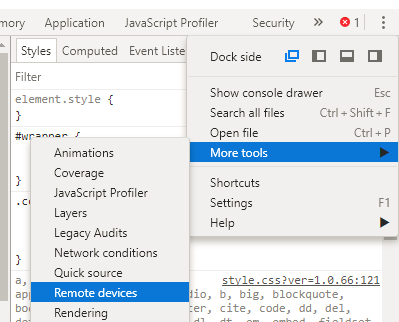 mory Application JavaScript Profiler Security » 1
Styles Computed Event Liste
Dock side
Filter
Show console drawer Esc
element.style {
Search all files Ctrl + Shift + F
}
Open file Ctrl + P
#wrapper {
More tools
Animations
Coverage
}
Shortcuts
JavaScript Profiler
.co
Settings F1
Layers
Help
Legacy Audits
Network conditions
}
Quick source
a, style.css?ver=1.0.66:121
Remote devices
app dio, b, big, blockquote,
Rendering
bo ter, cite, code, dd, del,
dl, dt, em, embed, fieldset